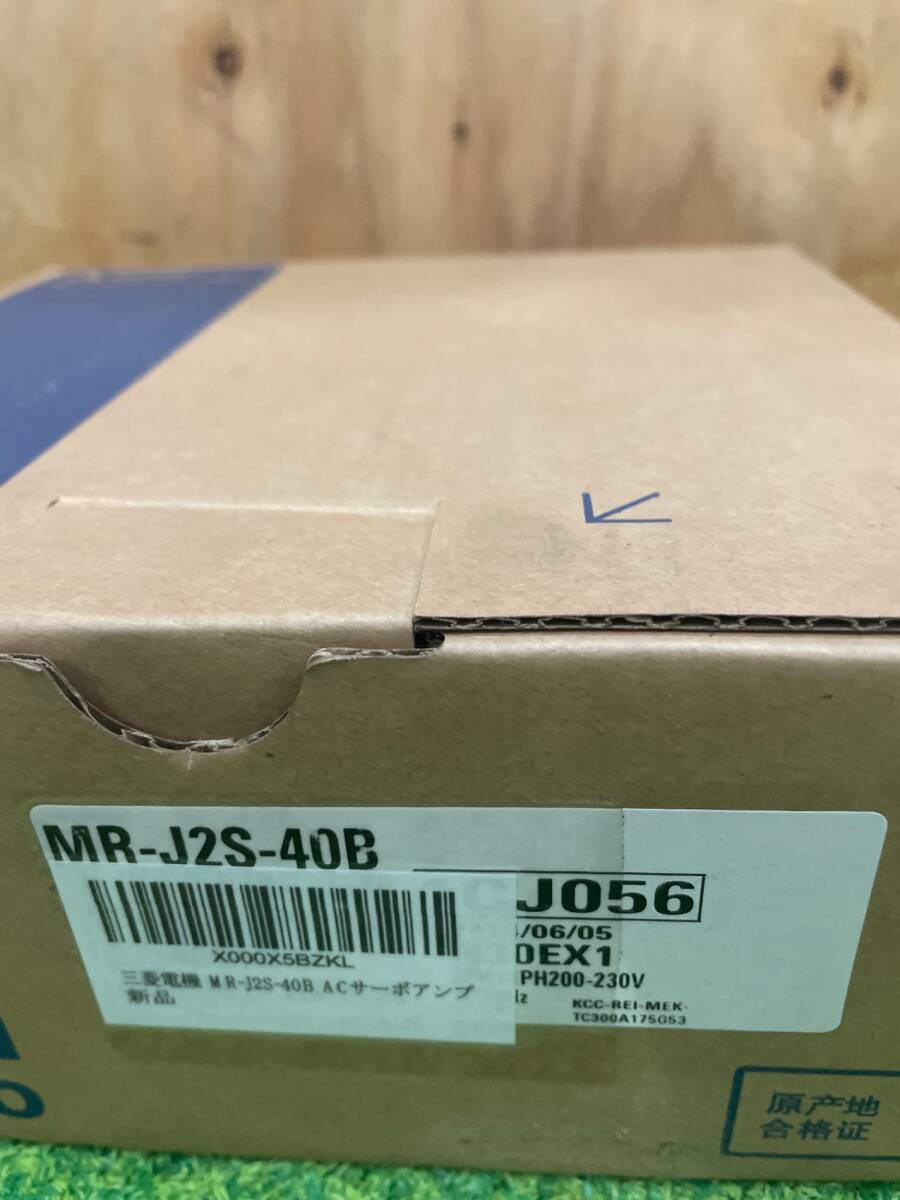 MR-J2S-40B
J056
/06/05
0EX1
PH200-230V
Hz
KCC-REI-MEK-
TC300A175G53
X000X5BZKL
三菱電機 MR-J2S-40B ACサーボアンプ
新品
原产地
合格证